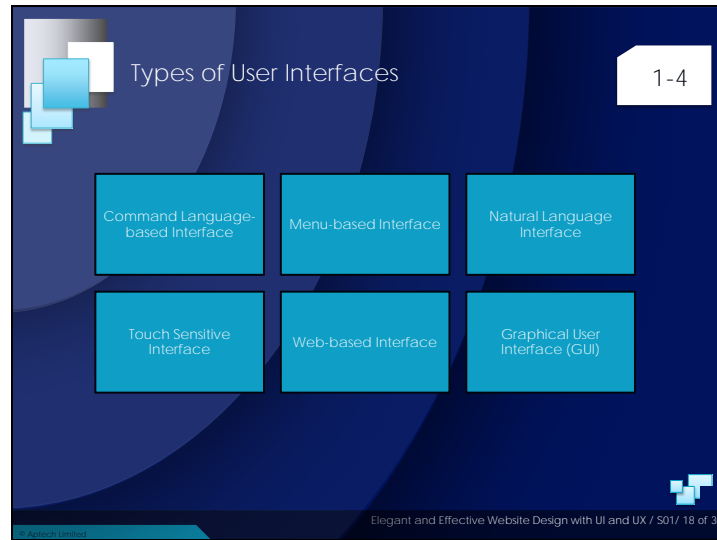 Types of User Interfaces
1-4
Command Language-
based Interface
Menu-based Interface
Natural Language
Interface
Touch Sensitive
Interface
Web-based Interface
Graphical User
Interface (GUI)
Elegant and Effective Website Design with UI and UX / S01/ 18 of 3
© Aptech Limited